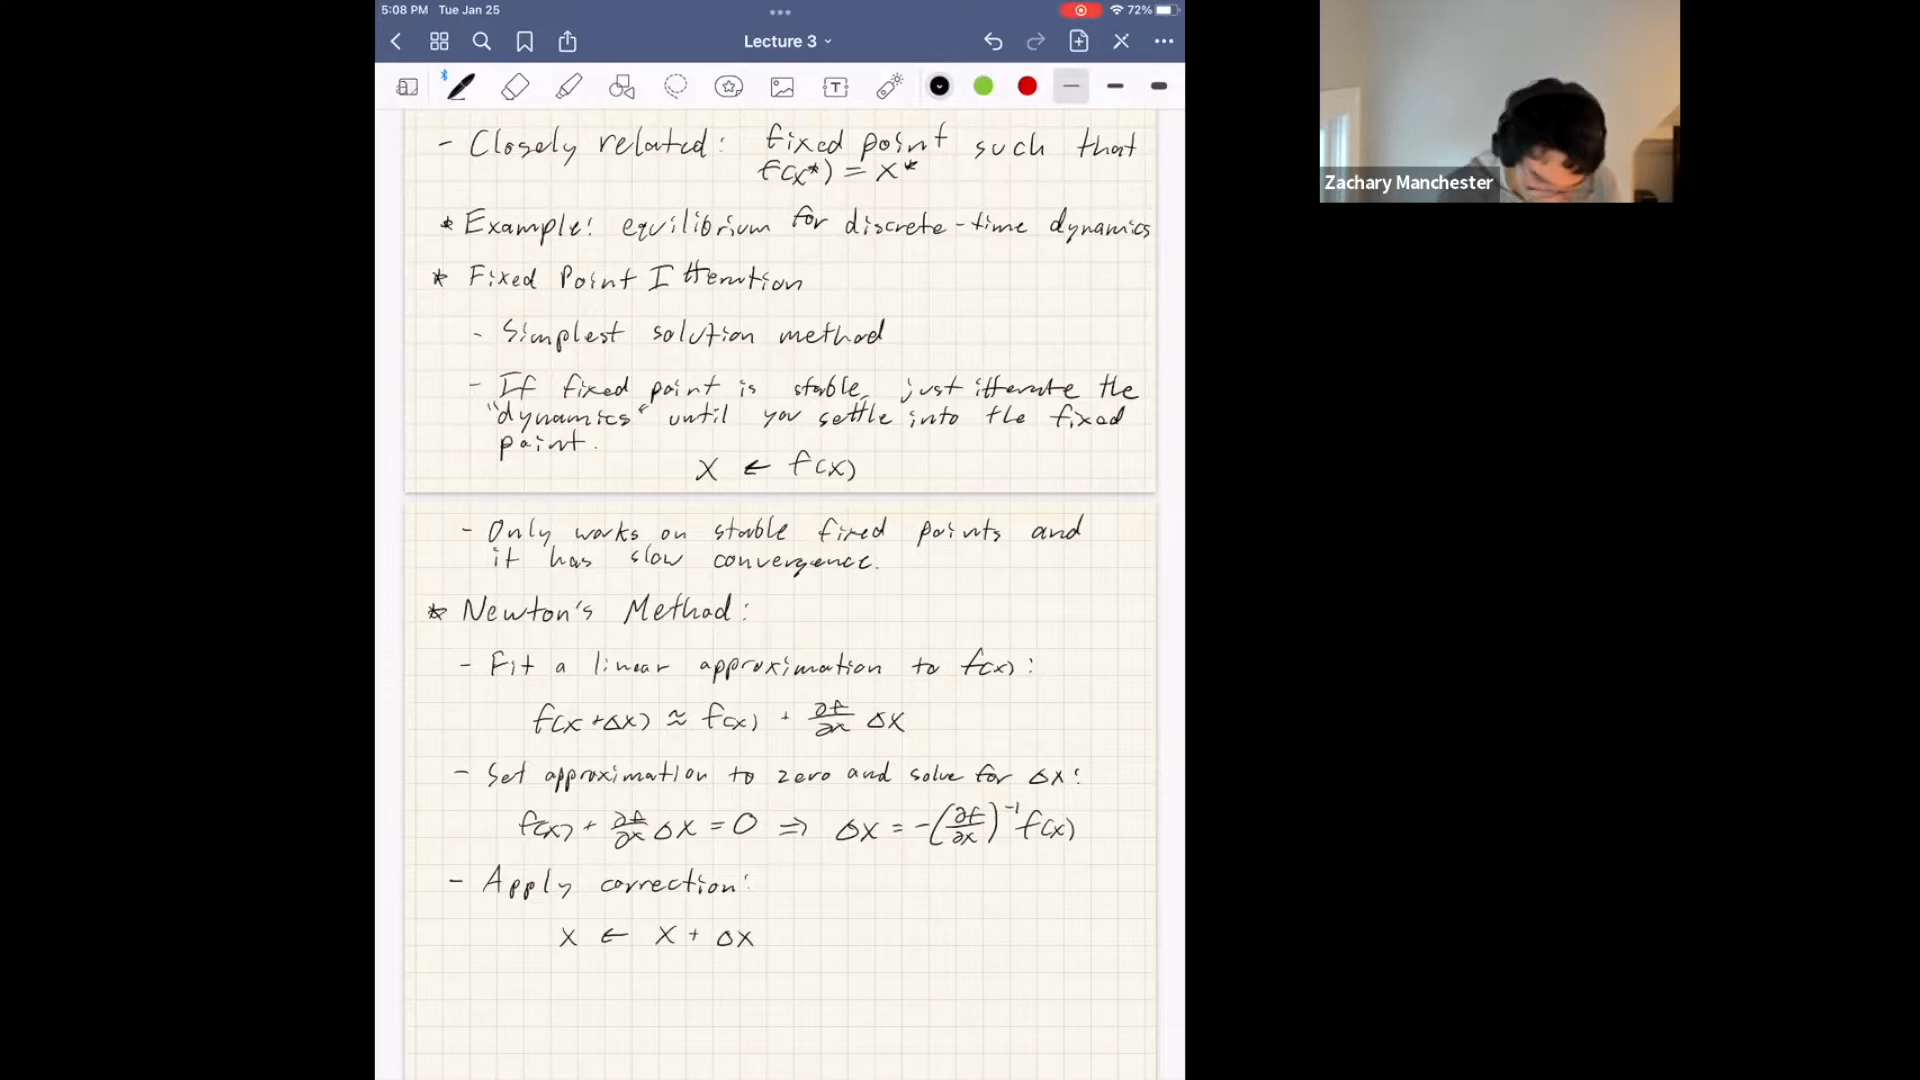 5:08 PM Tue Jan 25
72%
Lecture 3
- Closely related: fixed point such that
f(x*) = x*
* Example: equilibrium for discrete-time dynamics
* Fixed Point Itteration
- Simplest solution method
- If fixed point is stable, just itterate the
"dynamics" until you settle into the fixed
point.
x ← f(x)
- Only works on stable fixed points and
it has slow convergence.
* Newton's Method:
- Fit a linear approximation to f(x):
f(x+Δx) ≈ f(x) + ∂f/∂x Δx
- Set approximation to zero and solve for Δx:
f(x) + ∂f/∂x Δx = 0 ⇒ Δx = -(∂f/∂x)⁻¹ f(x)
- Apply correction:
x ← x + Δx
Zachary Manchester